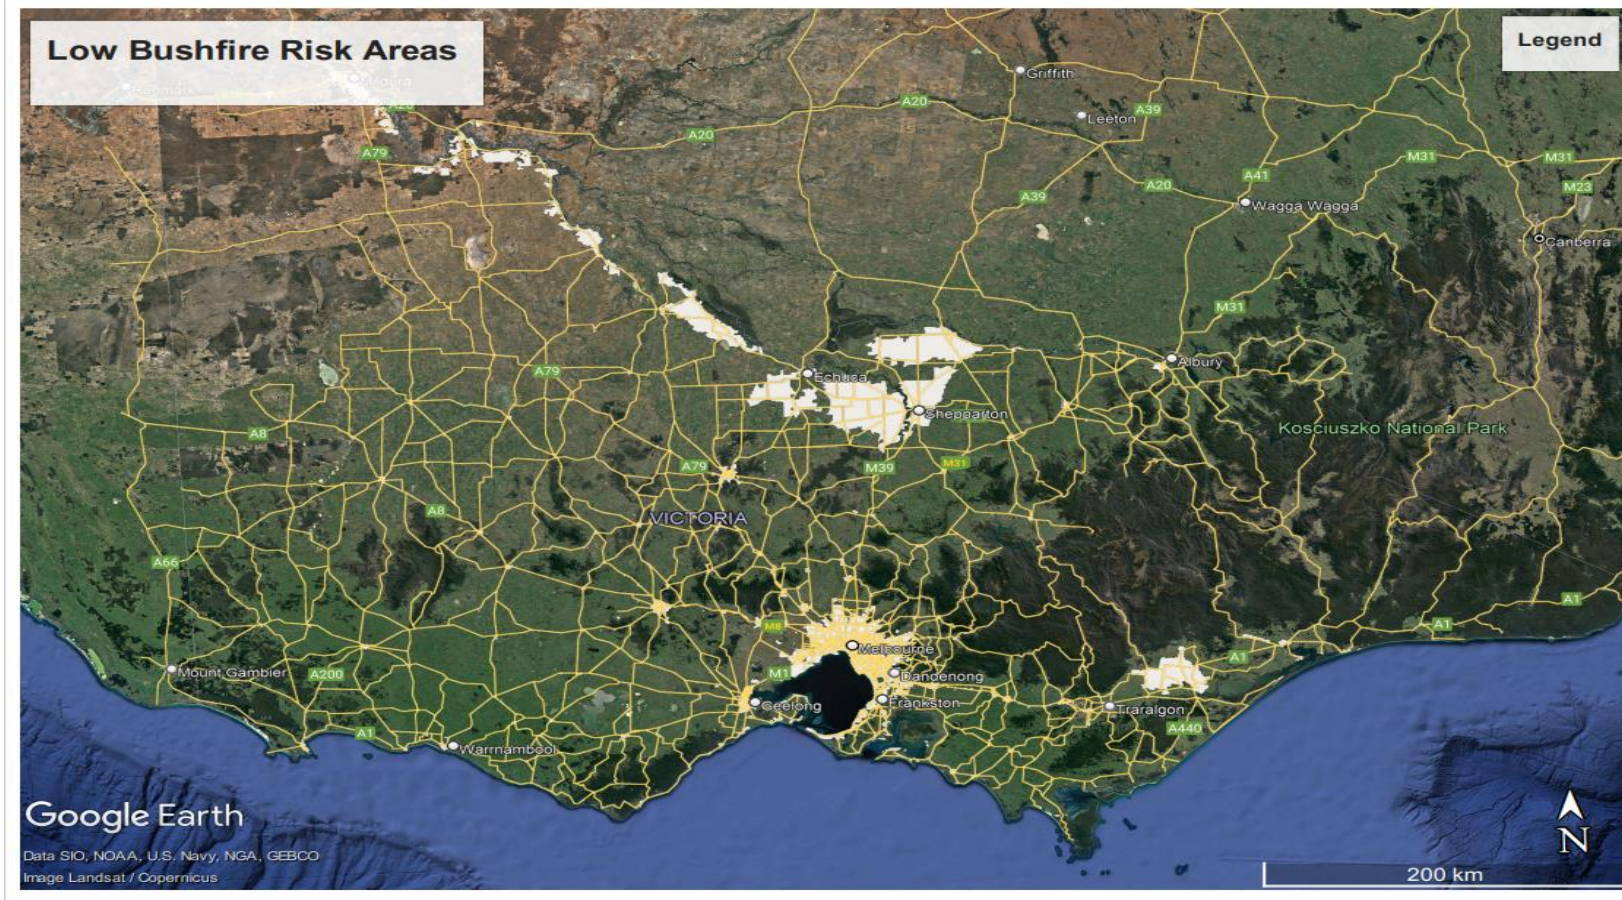 Low Bushfire Risk Areas
Legend
Renmark
Mildura
A20
Griffith
A20
Leeton
A39
A20
A79
M31
M31
A41
A20
M23
A39
Wagga Wagga
Canberra
M31
Albury
A79
Echuca
Shepparton
A8
Kosciuszko National Park
A79
M39
M31
A8
VICTORIA
A66
A1
M8
A1
Melbourne
A1
Mount Gambier
A200
M1
Dandenong
Geelong
Frankston
Traralgon
A440
A1
Warrnambool
Google Earth
N
Data SIO, NOAA, U.S. Navy, NGA, GEBCO
Image Landsat / Copernicus
200 km